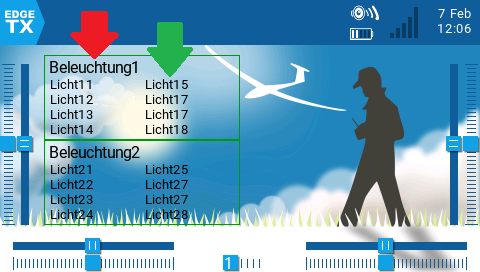 EDGE
TX
7 Feb
12:06
Beleuchtung1
Licht11 Licht15
Licht12 Licht17
Licht13 Licht17
Licht14 Licht18
Beleuchtung2
Licht21 Licht25
Licht22 Licht27
Licht23 Licht27
Licht24 Licht28
1